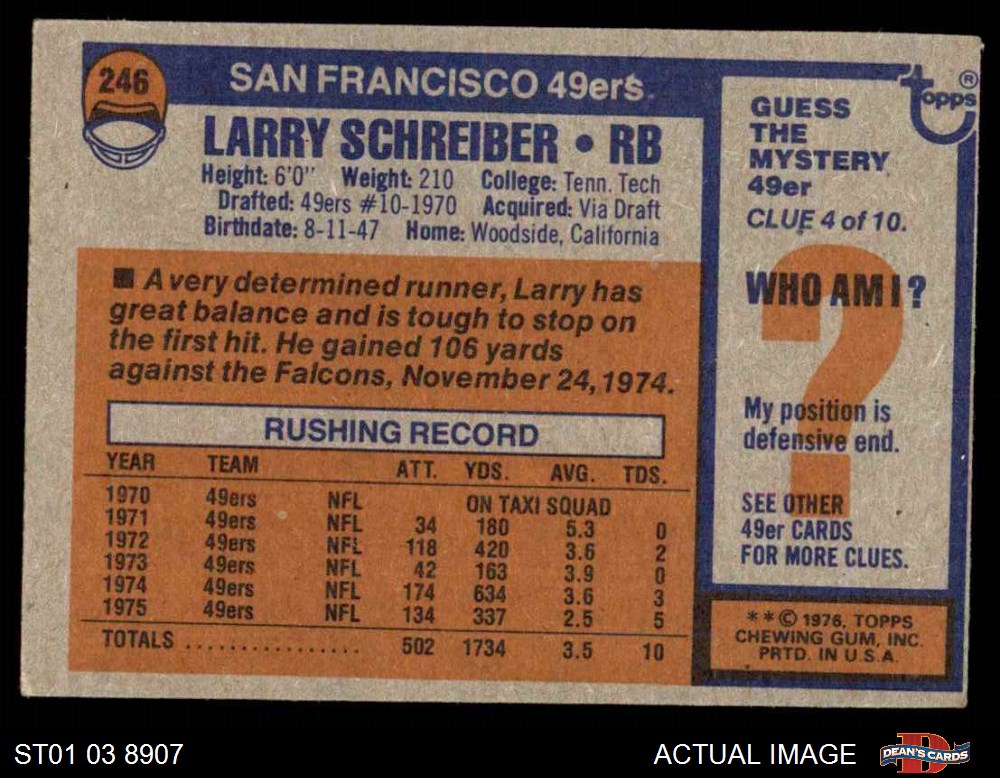 246
SAN FRANCISCO 49ers
LARRY SCHREIBER • RB
Height: 6'0" Weight: 210 College: Tenn. Tech
Drafted: 49ers #10-1970 Acquired: Via Draft
Birthdate: 8-11-47 Home: Woodside, California
■ A very determined runner, Larry has
great balance and is tough to stop on
the first hit. He gained 106 yards
against the Falcons, November 24, 1974.
RUSHING RECORD
YEAR TEAM ATT. YDS. AVG. TDS.
1970 49ers NFL ON TAXI SQUAD
1971 49ers NFL 34 180 5.3 0
1972 49ers NFL 118 420 3.6 2
1973 49ers NFL 42 163 3.9 0
1974 49ers NFL 174 634 3.6 3
1975 49ers NFL 134 337 2.5 5
TOTALS ................ 502 1734 3.5 10
topps ®
GUESS
THE
MYSTERY
49er
CLUE 4 of 10.
WHO AM I?
?
My position is
defensive end.
SEE OTHER
49er CARDS
FOR MORE CLUES.
**© 1976, TOPPS
CHEWING GUM, INC.
PRTD. IN U.S.A.
ST01 03 8907
ACTUAL IMAGE
D
DEAN'S CARDS